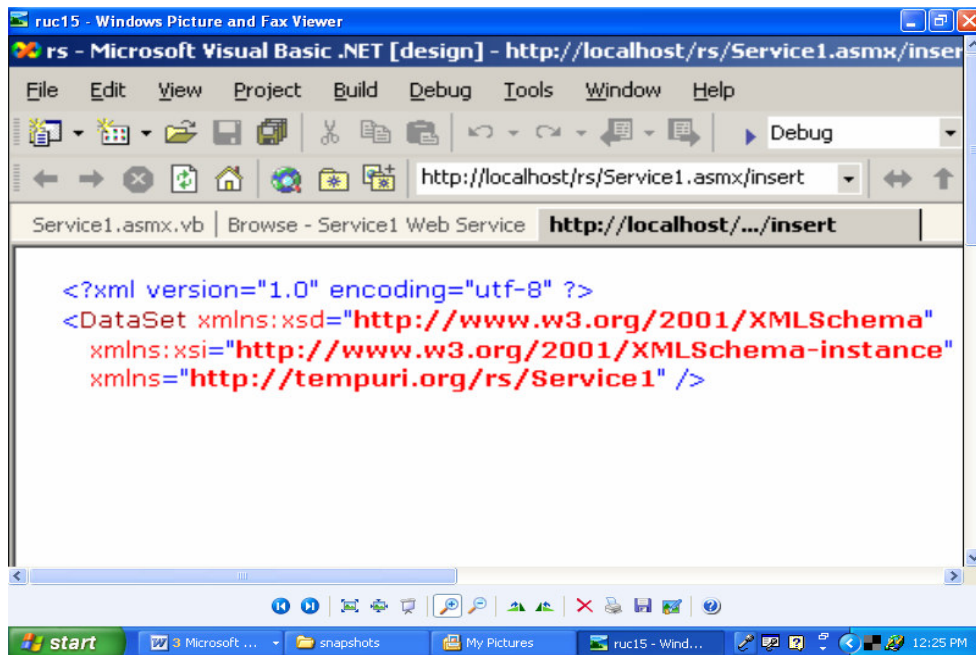 ruc15 - Windows Picture and Fax Viewer
rs - Microsoft Visual Basic .NET [design] - http://localhost/rs/Service1.asmx/inser
File Edit View Project Build Debug Tools Window Help
Debug
http://localhost/rs/Service1.asmx/insert
Service1.asmx.vb Browse - Service1 Web Service http://localhost/.../insert
<?xml version="1.0" encoding="utf-8" ?>
<DataSet xmlns:xsd="http://www.w3.org/2001/XMLSchema"
xmlns:xsi="http://www.w3.org/2001/XMLSchema-instance"
xmlns="http://tempuri.org/rs/Service1" />
start 3 Microsoft ... snapshots My Pictures ruc15 - Wind... 12:25 PM